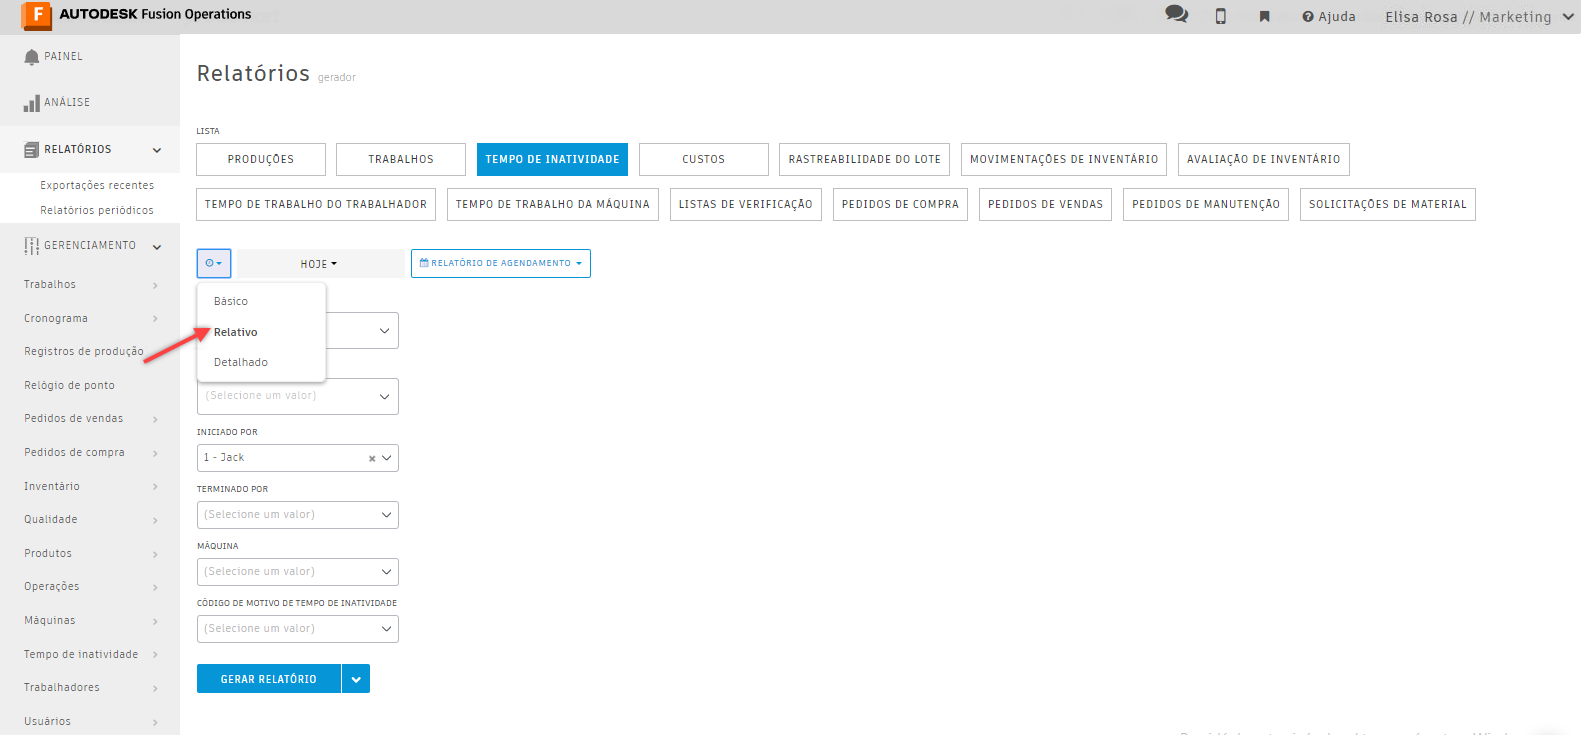 F AUTODESK Fusion Operations
Ajuda
Elisa Rosa // Marketing
PAINEL
ANÁLISE
RELATÓRIOS
Exportações recentes
Relatórios periódicos
GERENCIAMENTO
Trabalhos
Cronograma
Registros de produção
Relógio de ponto
Pedidos de vendas
Pedidos de compra
Inventário
Qualidade
Produtos
Operações
Máquinas
Tempo de inatividade
Trabalhadores
Usuários
Relatórios gerador
LISTA
PRODUÇÕES TRABALHOS TEMPO DE INATIVIDADE CUSTOS RASTREABILIDADE DO LOTE MOVIMENTAÇÕES DE INVENTÁRIO AVALIAÇÃO DE INVENTÁRIO
TEMPO DE TRABALHO DO TRABALHADOR TEMPO DE TRABALHO DA MÁQUINA LISTAS DE VERIFICAÇÃO PEDIDOS DE COMPRA PEDIDOS DE VENDAS PEDIDOS DE MANUTENÇÃO SOLICITAÇÕES DE MATERIAL
HOJE RELATÓRIO DE AGENDAMENTO
Básico
Relativo
Detalhado
(Selecione um valor)
INICIADO POR
1 - Jack
TERMINADO POR
(Selecione um valor)
MÁQUINA
(Selecione um valor)
CÓDIGO DE MOTIVO DE TEMPO DE INATIVIDADE
(Selecione um valor)
GERAR RELATÓRIO